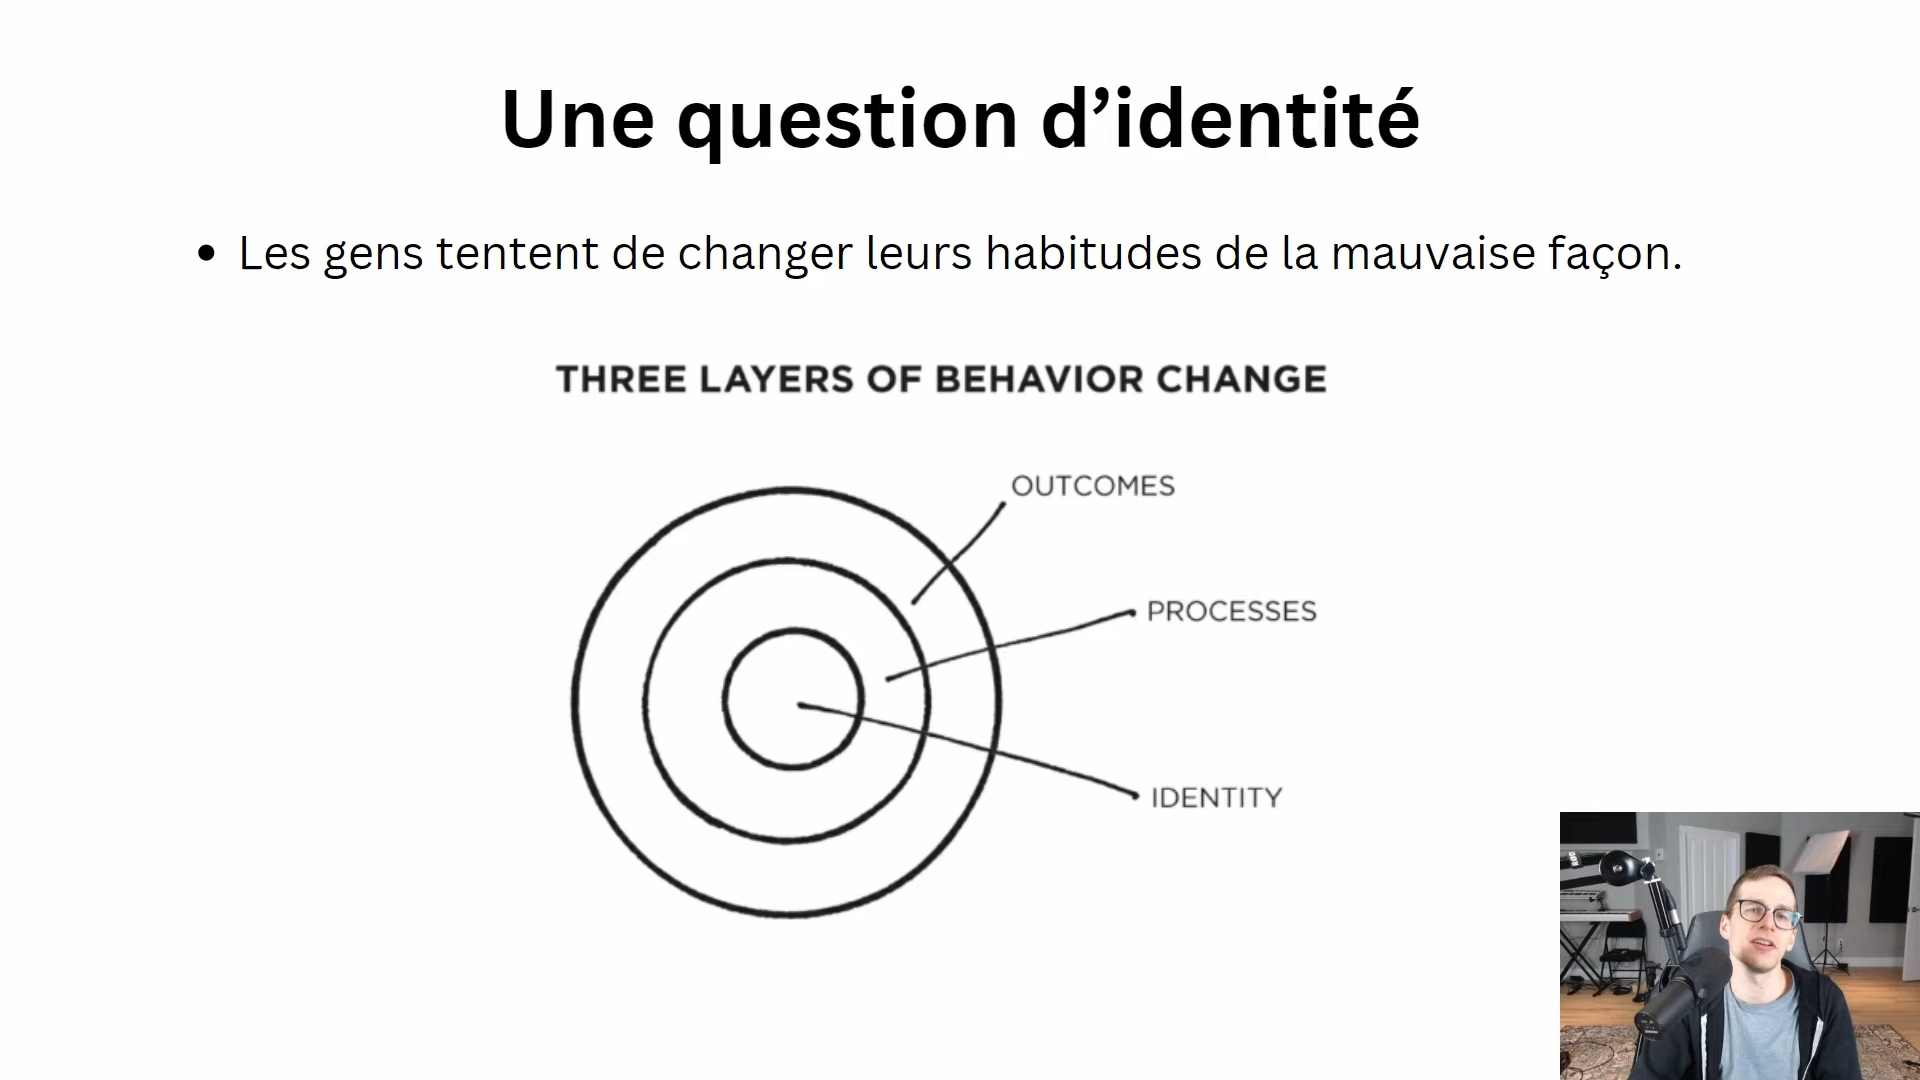 Une question d’identité
• Les gens tentent de changer leurs habitudes de la mauvaise façon.
THREE LAYERS OF BEHAVIOR CHANGE
OUTCOMES
PROCESSES
IDENTITY
RØDE